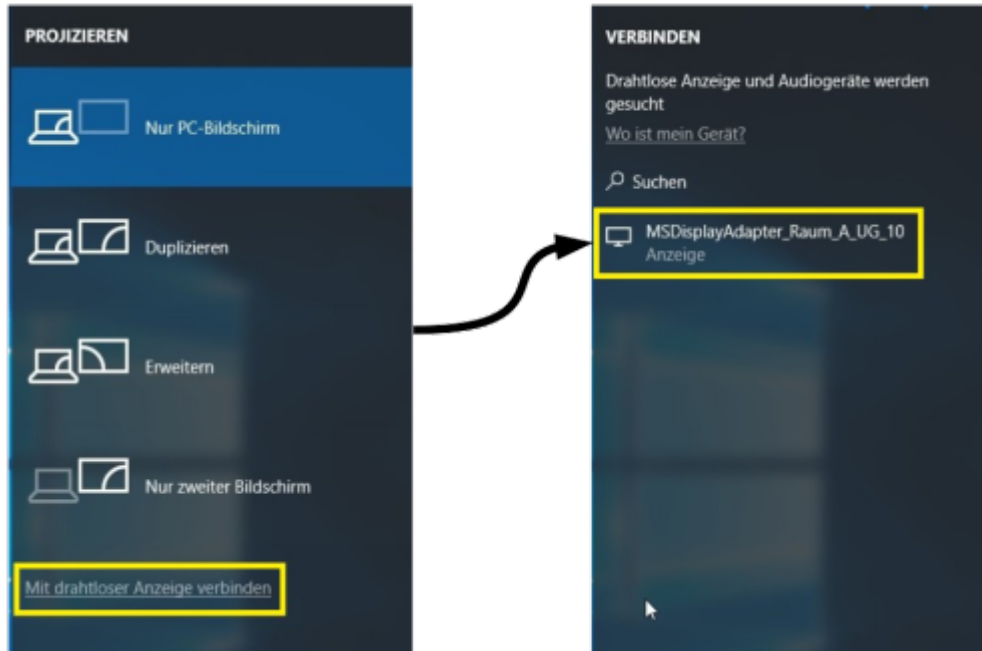 PROJIZIEREN
Nur PC-Bildschirm
Duplizieren
Erweitern
Nur zweiter Bildschirm
Mit drahtloser Anzeige verbinden
VERBINDEN
Drahtlose Anzeige und Audiogeräte werden
gesucht
Wo ist mein Gerät?
Suchen
MSDisplayAdapter_Raum_A_UG_10
Anzeige